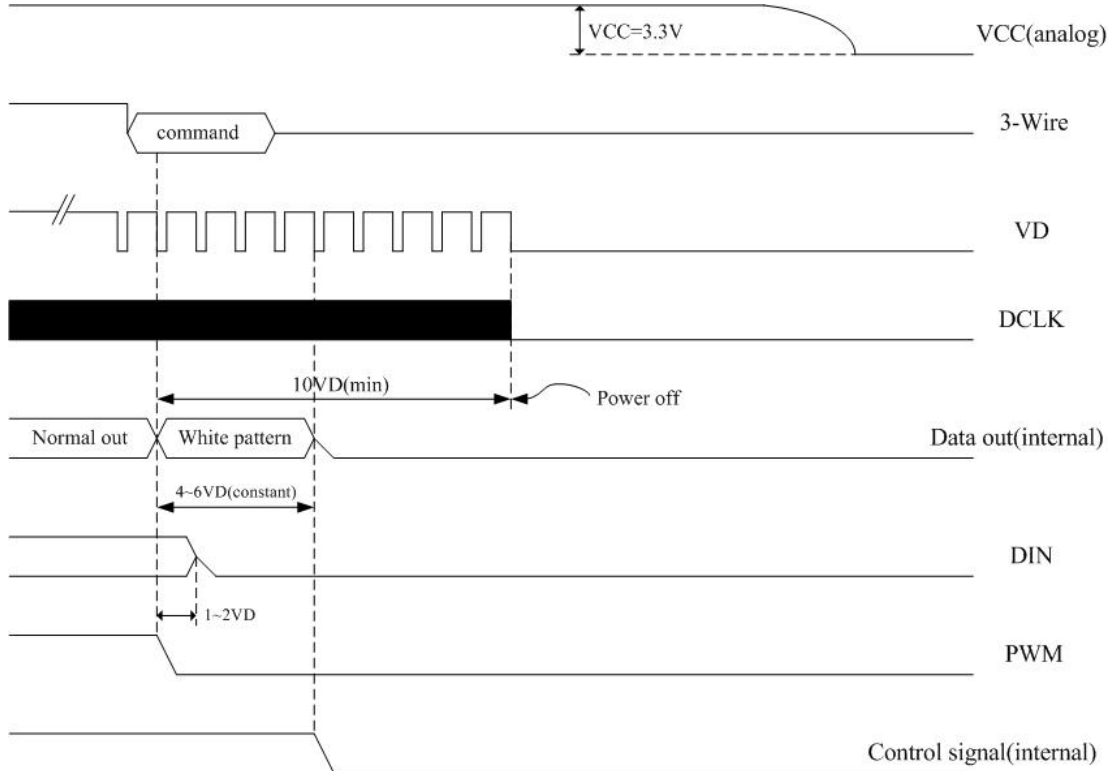 VCC=3.3V
VCC(analog)
command
3-Wire
VD
DCLK
10VD(min)
Power off
Normal out
White pattern
Data out(internal)
4~6VD(constant)
DIN
1~2VD
PWM
Control signal(internal)